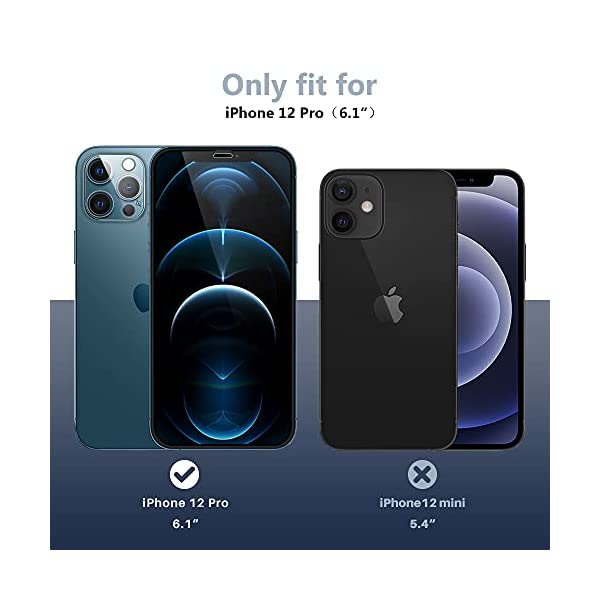 Only fit for
iPhone 12 Pro（6.1"）
iPhone 12 Pro
6.1"
iPhone12 mini
5.4"